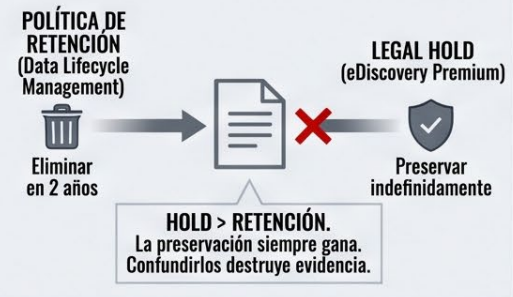 POLÍTICA DE
RETENCIÓN
(Data Lifecycle
Management)
Eliminar
en 2 años
LEGAL HOLD
(eDiscovery Premium)
Preservar
indefinidamente
HOLD > RETENCIÓN.
La preservación siempre gana.
Confundirlos destruye evidencia.